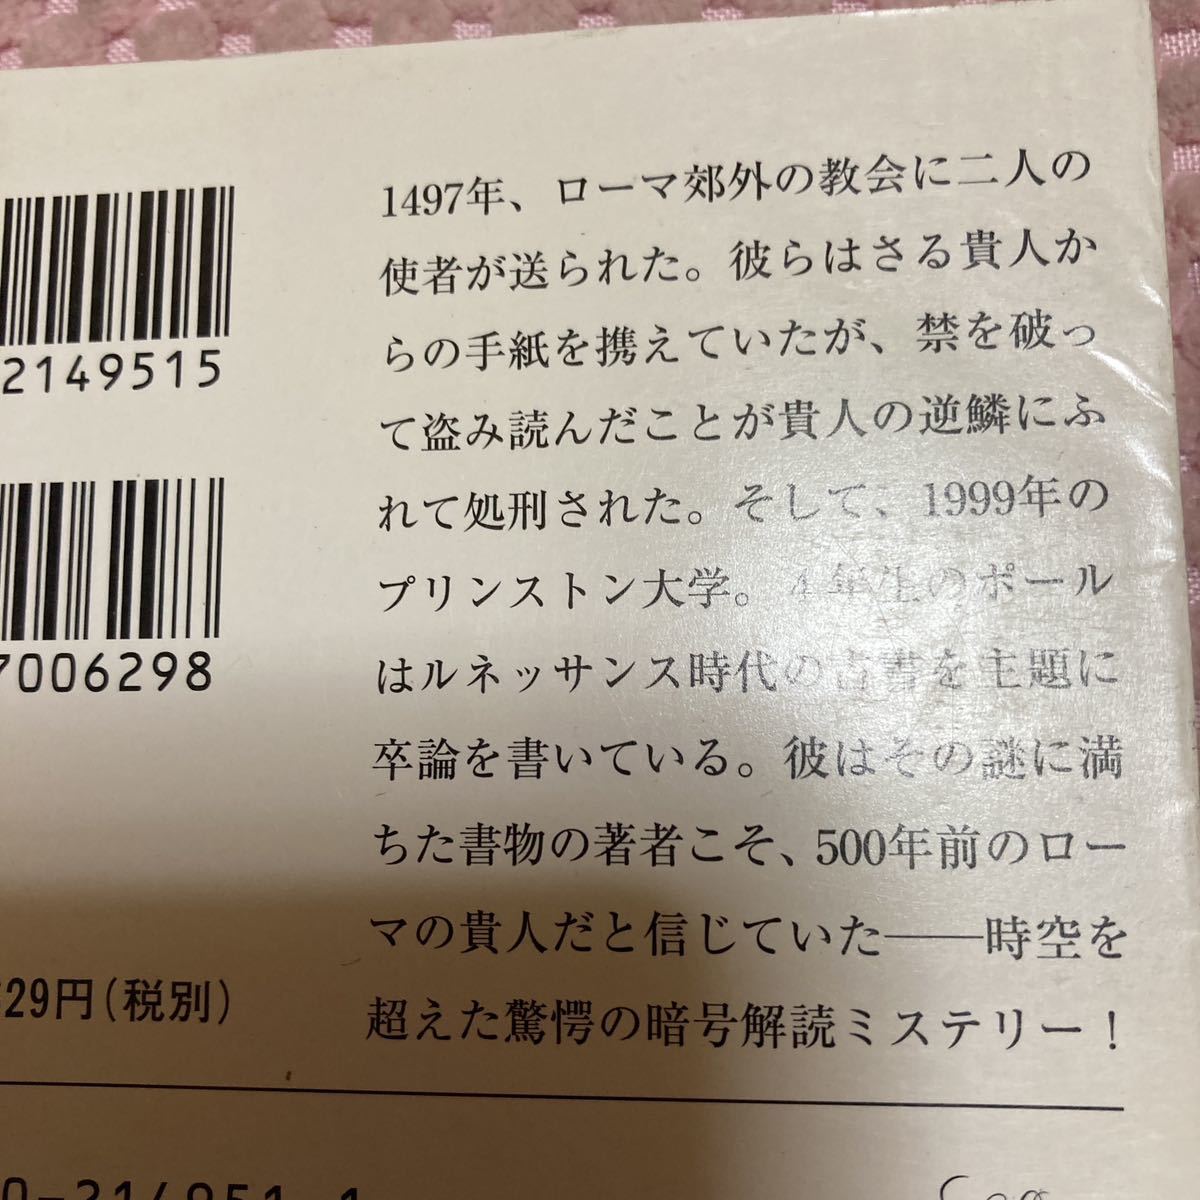 1497年、ローマ郊外の教会に二人の
使者が送られた。彼らはさる貴人か
らの手紙を携えていたが、禁を破っ
て盗み読んだことが貴人の逆鱗にふ
れて処刑された。そして、1999年の
プリンストン大学。4年生のポール
はルネッサンス時代の古書を主題に
卒論を書いている。彼はその謎に満
ちた書物の著者こそ、500年前のロー
マの貴人だと信じていた――時空を
超えた驚愕の暗号解読ミステリー!
2149515
7006298
29円(税別)
0-214951-1